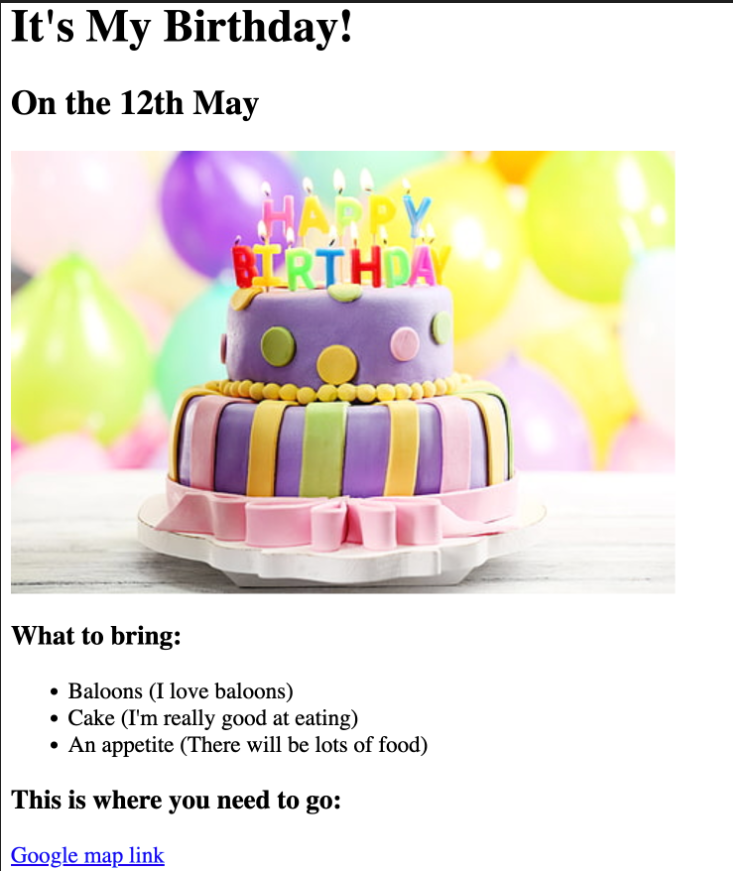 It's My Birthday!
On the 12th May
HAPPY
BIRTHDAY
What to bring:
• Baloons (I love baloons)
• Cake (I'm really good at eating)
• An appetite (There will be lots of food)
This is where you need to go:
Google map link